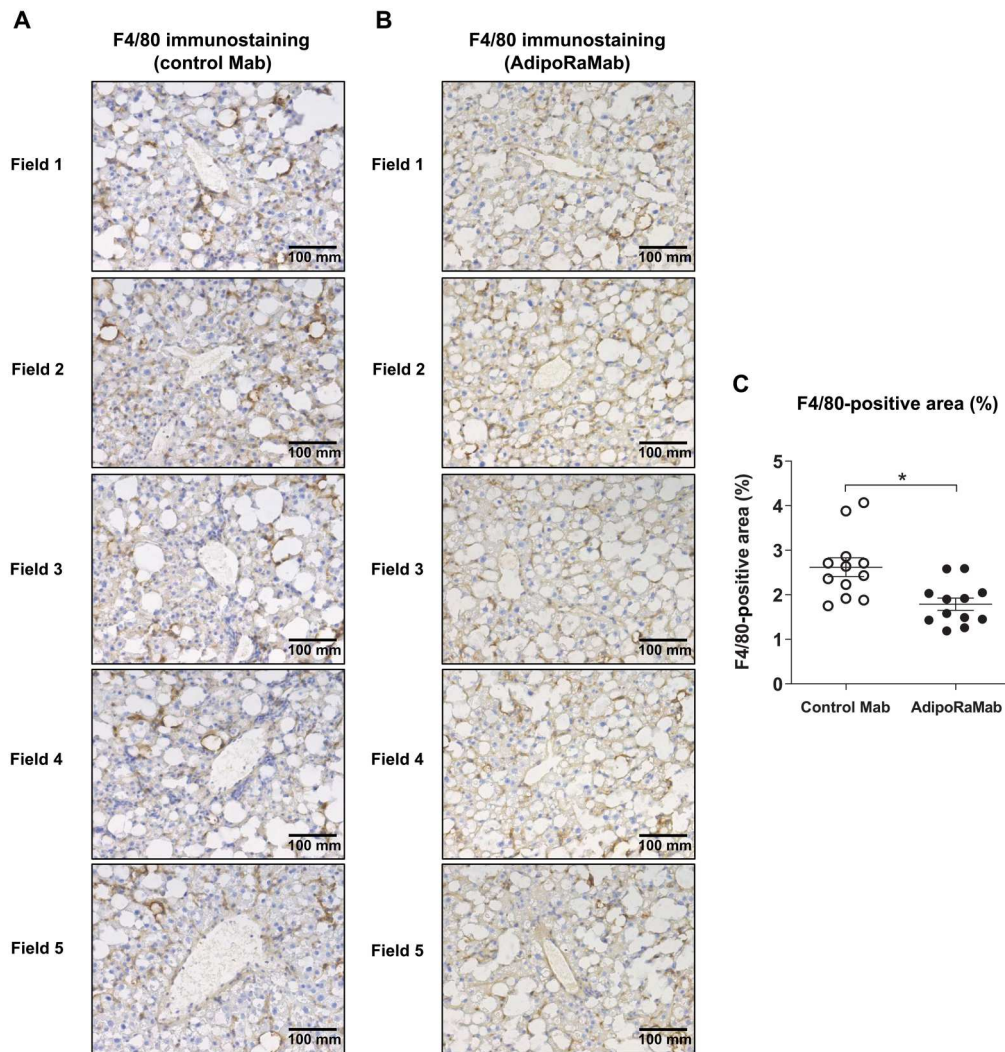 A
F4/80 immunostaining
(control Mab)
Field 1
100 mm
Field 2
100 mm
Field 3
100 mm
Field 4
100 mm
Field 5
100 mm
B
F4/80 immunostaining
(AdipoRaMab)
Field 1
100 mm
Field 2
100 mm
Field 3
100 mm
Field 4
100 mm
Field 5
100 mm
C
F4/80-positive area (%)
F4/80-positive area (%)
5
4
3
2
1
0
*
Control Mab
AdipoRaMab